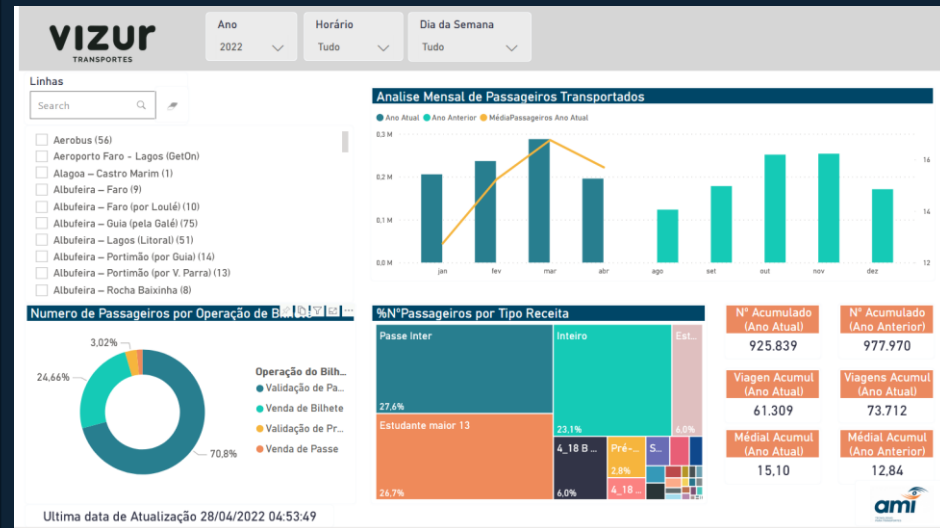 vizur
TRANSPORTES
Ano
2022
Horário
Tudo
Dia da Semana
Tudo
Linhas
Search
Aerobus (56)
Aeroporto Faro - Lagos (GetOn)
Alagoa – Castro Marim (1)
Albufeira – Faro (9)
Albufeira – Faro (por Loulé) (10)
Albufeira – Guia (pela Galé) (75)
Albufeira – Lagos (Litoral) (51)
Albufeira – Portimão (por Guia) (14)
Albufeira – Portimão (por V. Parra) (13)
Albufeira – Rocha Baixinha (8)
Analise Mensal de Passageiros Transportados
Ano Atual Ano Anterior MédiaPassageiros Ano Atual
0,3 M
0,2 M
0,1 M
0,0 M
16
14
12
jan fev mar abr ago set out nov dez
Numero de Passageiros por Operação de Bilhete
3,02%
24,66%
70,8%
Operação do Bilh...
Validação de Pa...
Venda de Bilhete
Validação de Pr...
Venda de Passe
%NºPassageiros por Tipo Receita
Passe Inter
27,6%
Estudante maior 13
26,7%
Inteiro
23,1%
Est...
6,0%
4_18 B ...
6,0%
Pré-...
2,8%
4_18 ...
S...
Nº Acumulado
(Ano Atual)
925.839
Nº Acumulado
(Ano Anterior)
977.970
Viagen Acumul
(Ano Atual)
61.309
Viagens Acumul
(Ano Anterior)
73.712
Médial Acumul
(Ano Atual)
15,10
Médial Acumul
(Ano Anterior)
12,84
Ultima data de Atualização 28/04/2022 04:53:49
ami